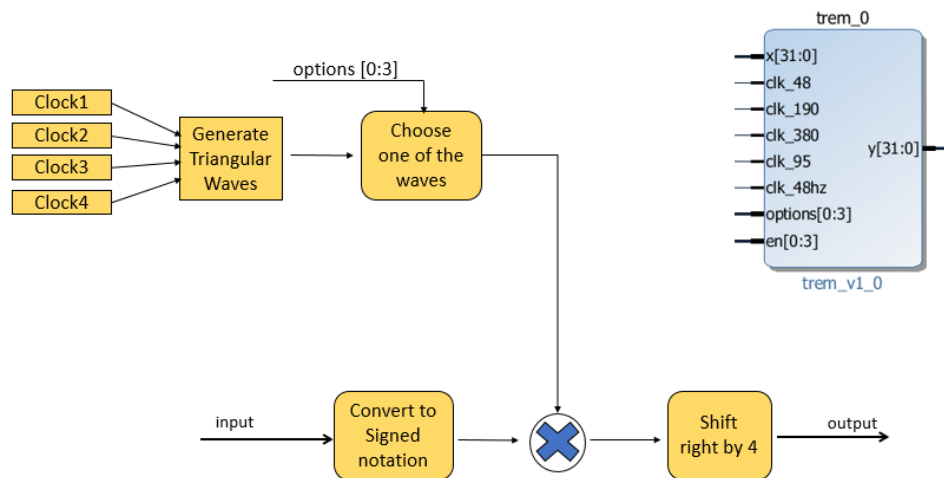 trem_0
x[31:0]
clk_48
clk_190
clk_380
clk_95
clk_48hz
options[0:3]
en[0:3]
y[31:0]
trem_v1_0
options [0:3]
Clock1
Clock2
Clock3
Clock4
Generate
Triangular
Waves
Choose
one of the
waves
input
Convert to
Signed
notation
Shift
right by 4
output